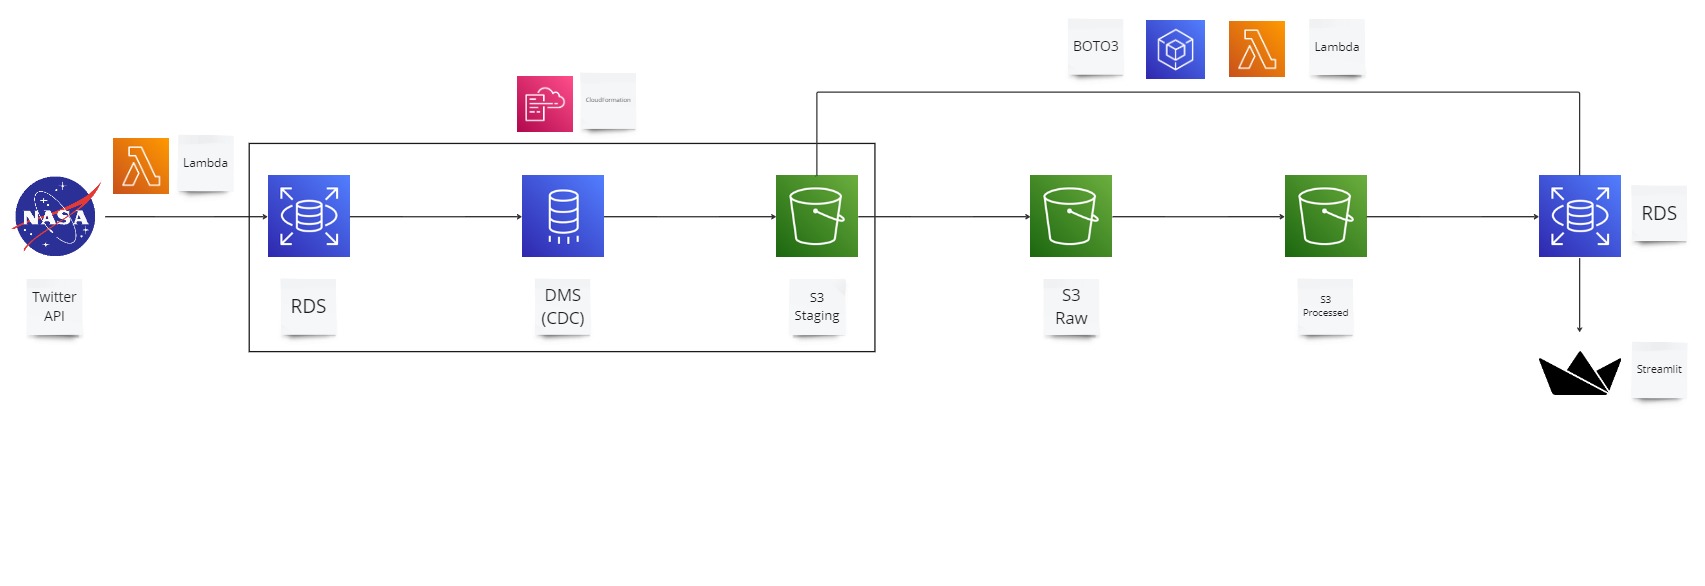 BOTO3
Lambda
CloudFormation
Lambda
NASA
RDS
Twitter
API
RDS
DMS
(CDC)
S3
Staging
S3
Raw
S3
Processed
Streamlit